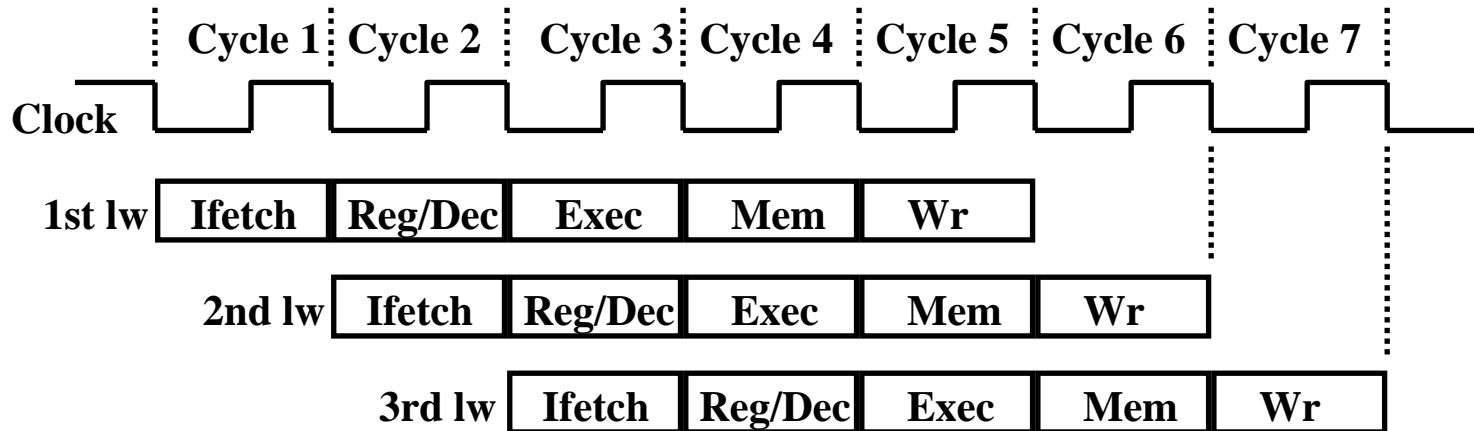 Cycle 1 Cycle 2 Cycle 3 Cycle 4 Cycle 5 Cycle 6 Cycle 7
Clock
1st lw Ifetch Reg/Dec Exec Mem Wr
2nd lw Ifetch Reg/Dec Exec Mem Wr
3rd lw Ifetch Reg/Dec Exec Mem Wr